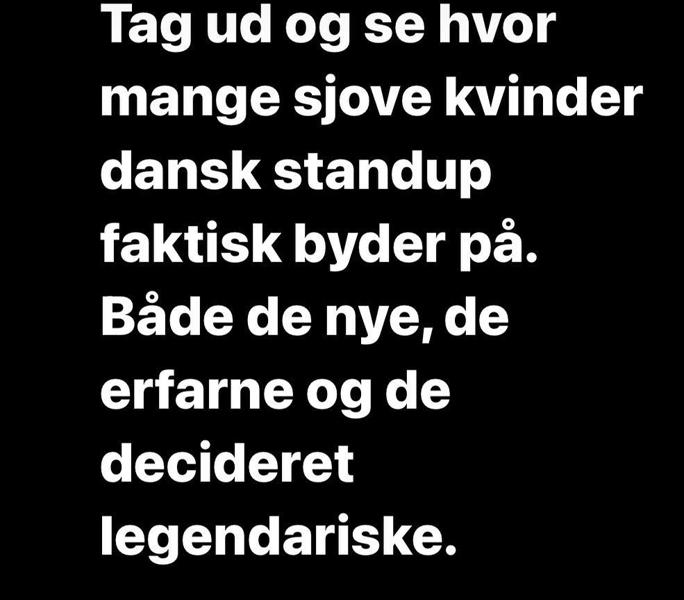 Tag ud og se hvor
mange sjove kvinder
dansk standup
faktisk byder på.
Både de nye, de
erfarne og de
decideret
legendariske.